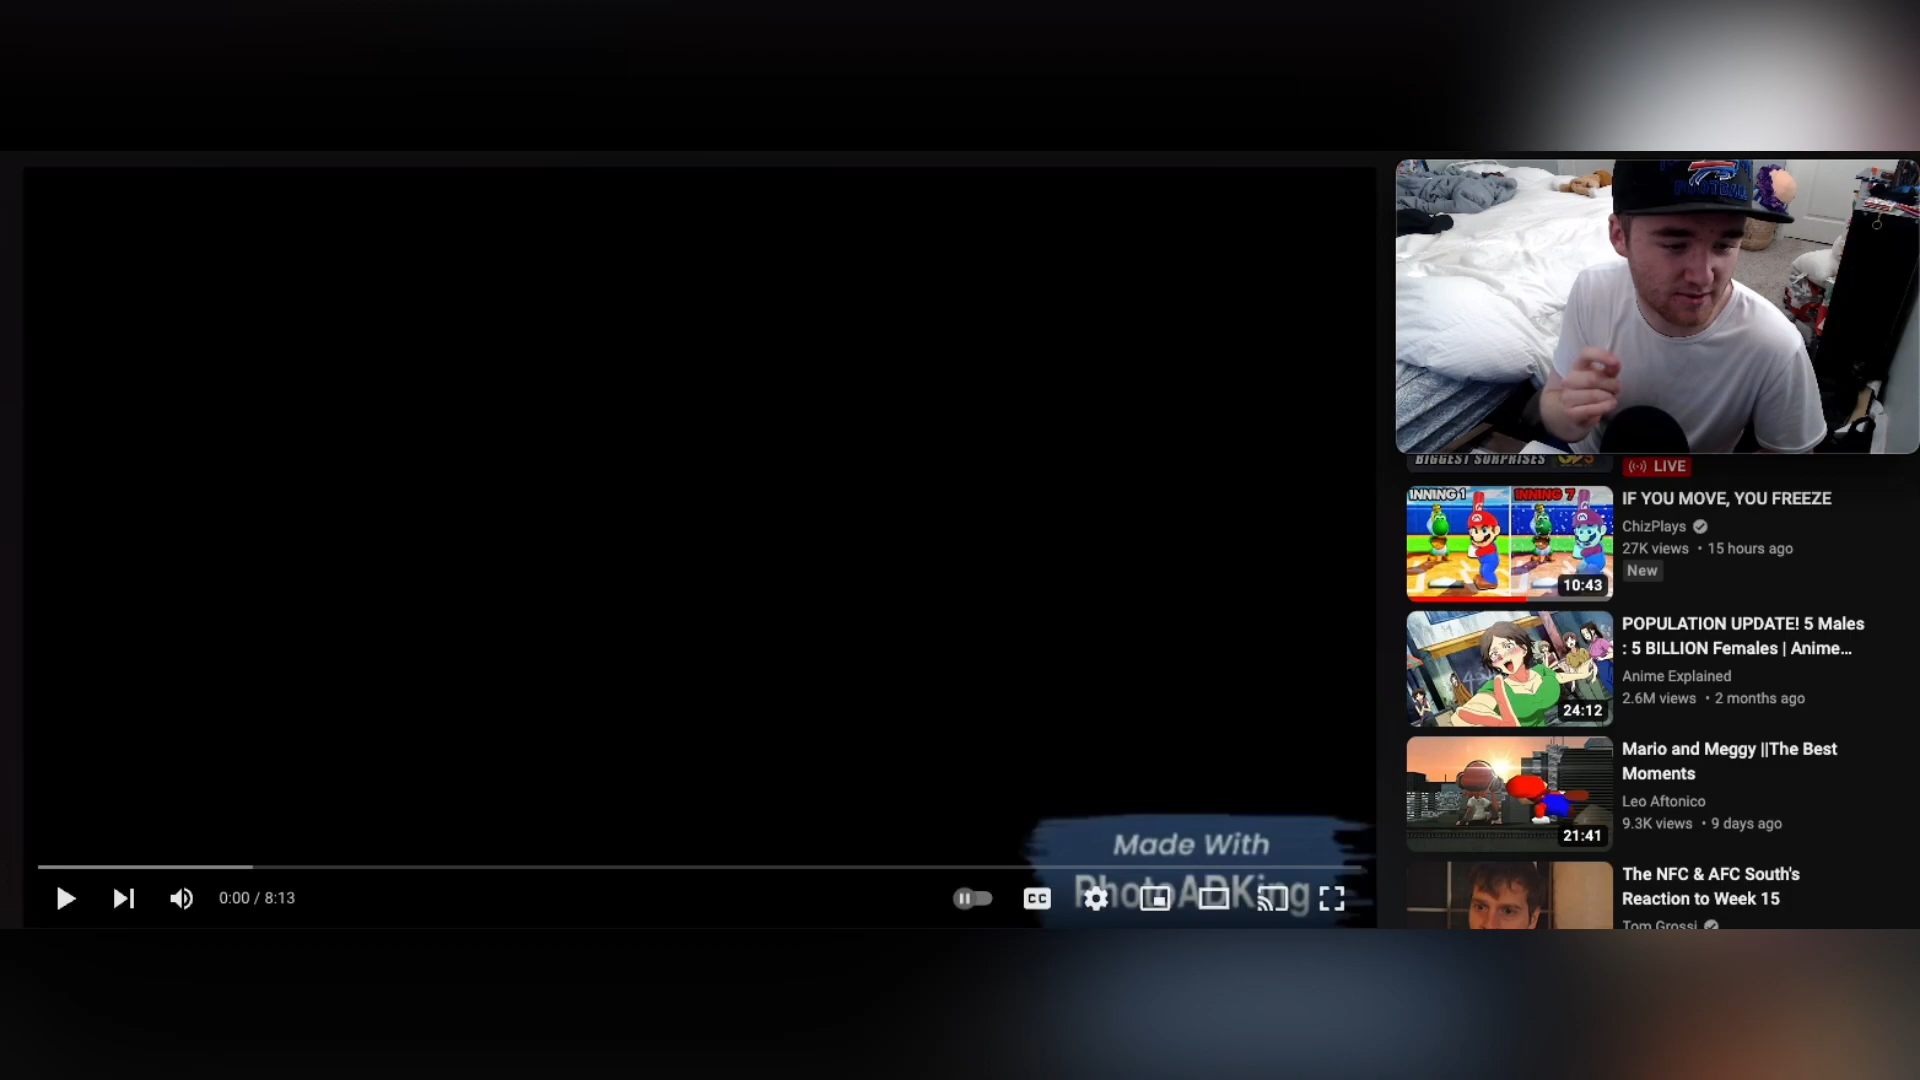 FOOTBALL
BIGGEST SURPRISES
LIVE
INNING 1
INNING 7
10:43
IF YOU MOVE, YOU FREEZE
ChizPlays
27K views • 15 hours ago
New
24:12
POPULATION UPDATE! 5 Males
: 5 BILLION Females | Anime...
Anime Explained
2.6M views • 2 months ago
21:41
Mario and Meggy ||The Best
Moments
Leo Aftonico
9.3K views • 9 days ago
The NFC & AFC South's
Reaction to Week 15
Tom Grossi
Made With
PhotoADKing
0:00 / 8:13
CC